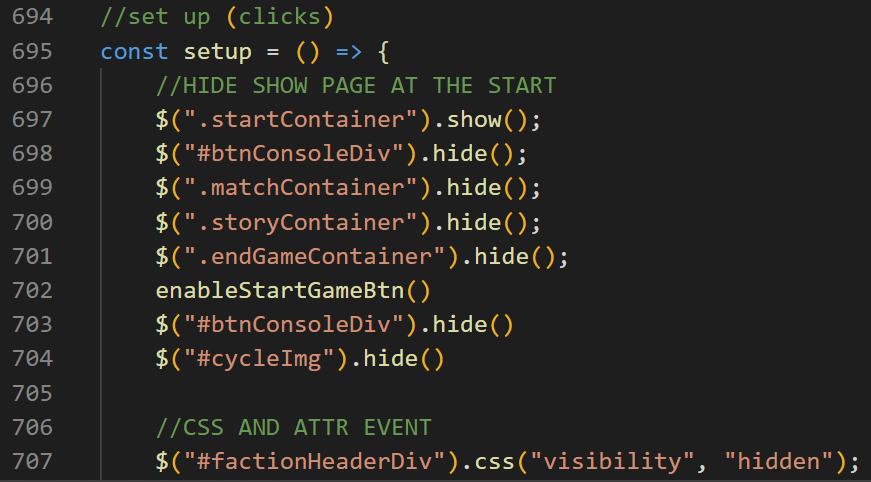 694 //set up (clicks)
695 const setup = () => {
696 //HIDE SHOW PAGE AT THE START
697 $(".startContainer").show();
698 $("#btnConsoleDiv").hide();
699 $(".matchContainer").hide();
700 $(".storyContainer").hide();
701 $(".endGameContainer").hide();
702 enableStartGameBtn()
703 $("#btnConsoleDiv").hide()
704 $("#cycleImg").hide()
705
706 //CSS AND ATTR EVENT
707 $("#factionHeaderDiv").css("visibility", "hidden");